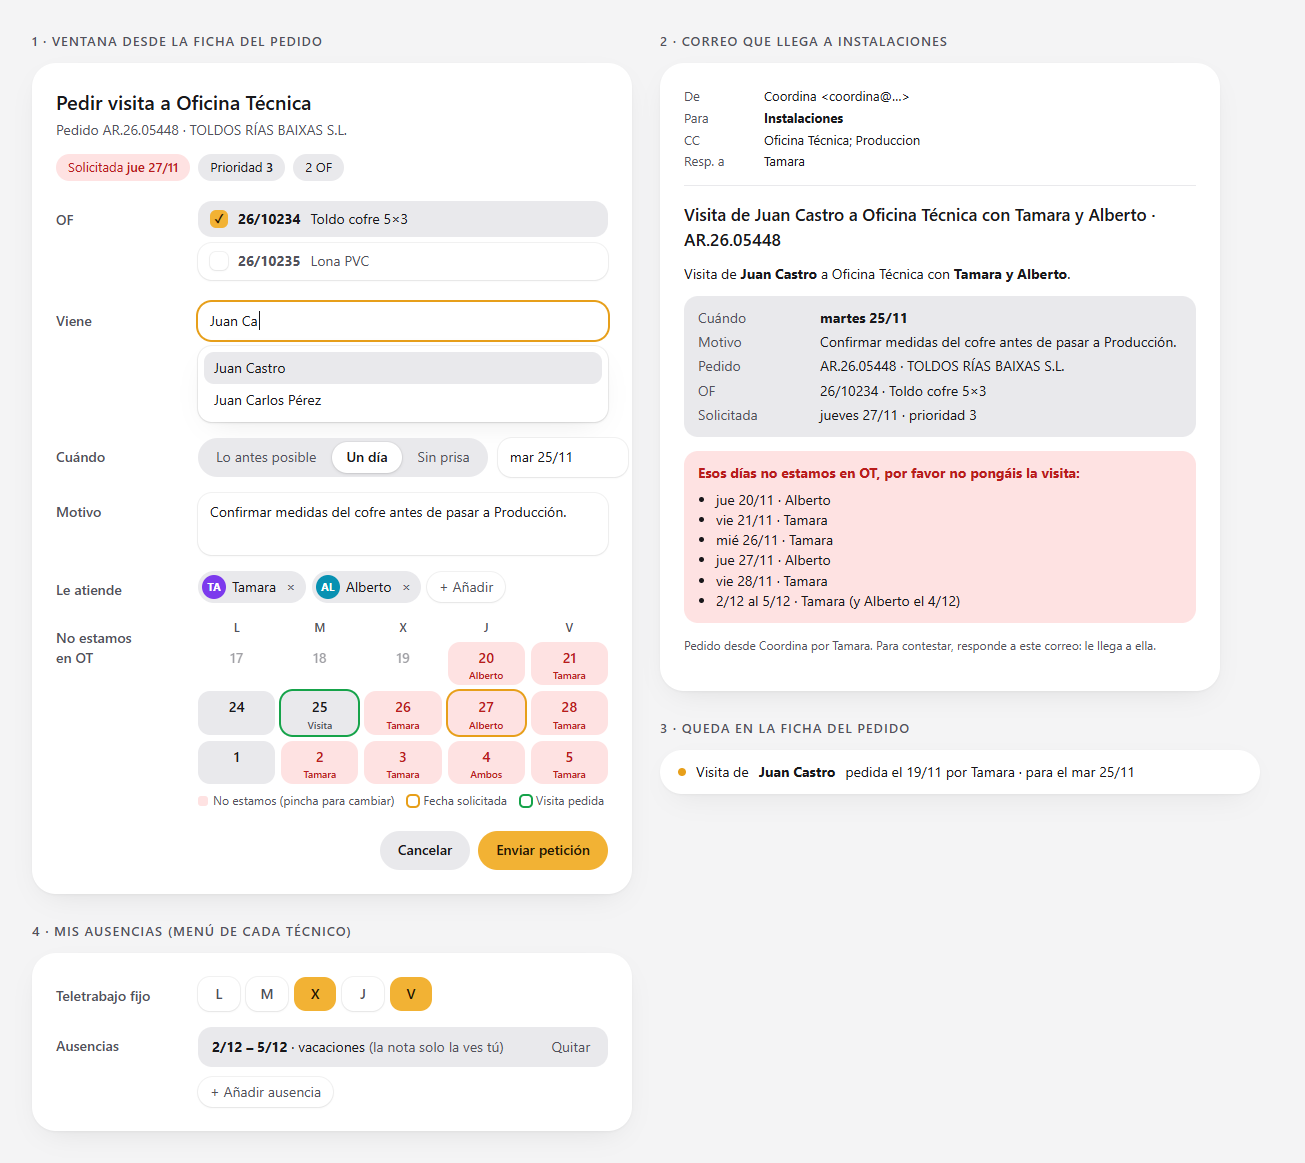 1 · VENTANA DESDE LA FICHA DEL PEDIDO
Pedir visita a Oficina Técnica
Pedido AR.26.05448 · TOLDOS RÍAS BAIXAS S.L.
Solicitada jue 27/11 Prioridad 3 2 OF
OF
26/10234 Toldo cofre 5×3
26/10235 Lona PVC
Viene
Juan Ca
Juan Castro
Juan Carlos Pérez
Cuándo
Lo antes posible Un día Sin prisa mar 25/11
Motivo
Confirmar medidas del cofre antes de pasar a Producción.
Le atiende
TA Tamara × AL Alberto × + Añadir
No estamos en OT
L M X J V
17 18 19 20 Alberto 21 Tamara
24 25 Visita 26 Tamara 27 Alberto 28 Tamara
1 2 Tamara 3 Tamara 4 Ambos 5 Tamara
No estamos (pincha para cambiar) Fecha solicitada Visita pedida
Cancelar Enviar petición
2 · CORREO QUE LLEGA A INSTALACIONES
De Coordina <coordina@...>
Para Instalaciones
CC Oficina Técnica; Produccion
Resp. a Tamara
Visita de Juan Castro a Oficina Técnica con Tamara y Alberto ·
AR.26.05448
Visita de Juan Castro a Oficina Técnica con Tamara y Alberto.
Cuándo martes 25/11
Motivo Confirmar medidas del cofre antes de pasar a Producción.
Pedido AR.26.05448 · TOLDOS RÍAS BAIXAS S.L.
OF 26/10234 · Toldo cofre 5×3
Solicitada jueves 27/11 · prioridad 3
Esos días no estamos en OT, por favor no pongáis la visita:
• jue 20/11 · Alberto
• vie 21/11 · Tamara
• mié 26/11 · Tamara
• jue 27/11 · Alberto
• vie 28/11 · Tamara
• 2/12 al 5/12 · Tamara (y Alberto el 4/12)
Pedido desde Coordina por Tamara. Para contestar, responde a este correo: le llega a ella.
3 · QUEDA EN LA FICHA DEL PEDIDO
Visita de Juan Castro pedida el 19/11 por Tamara · para el mar 25/11
4 · MIS AUSENCIAS (MENÚ DE CADA TÉCNICO)
Teletrabajo fijo L M X J V
Ausencias 2/12 – 5/12 · vacaciones (la nota solo la ves tú) Quitar
+ Añadir ausencia